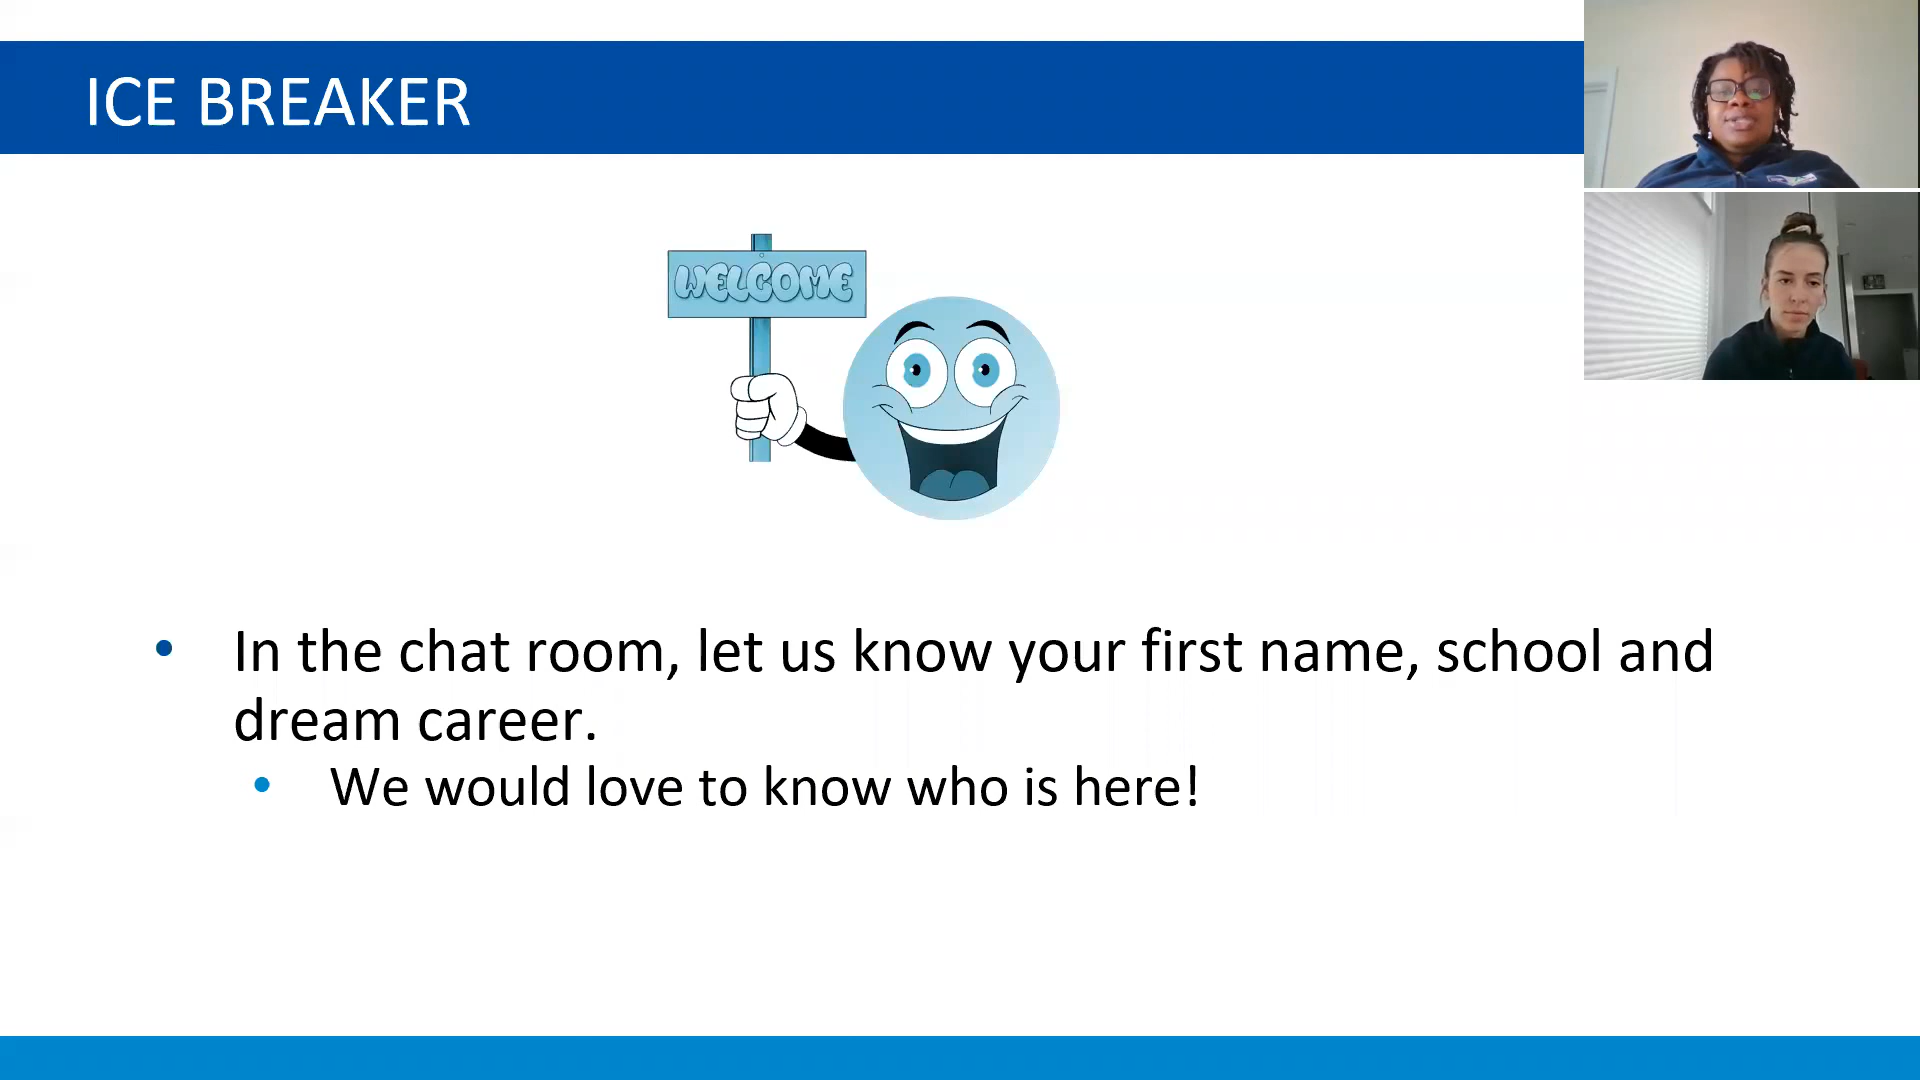 ICE BREAKER
WELCOME
• In the chat room, let us know your first name, school and
dream career.
• We would love to know who is here!